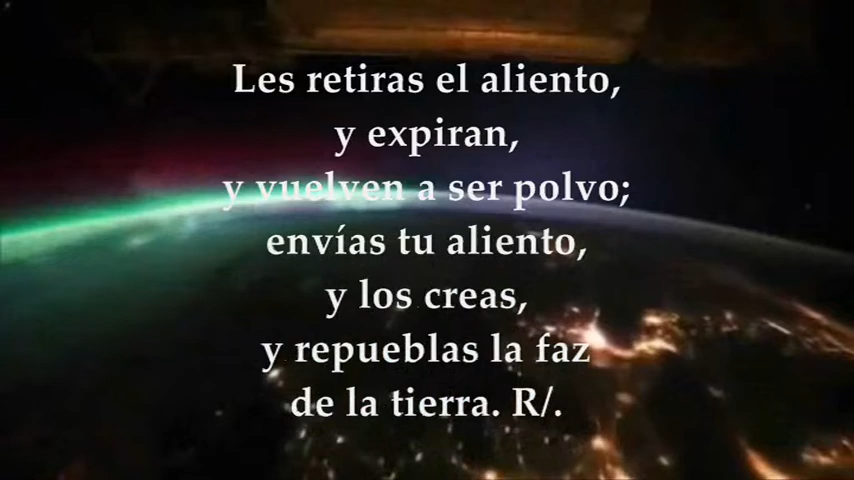 Les retiras el aliento,
y expiran,
y vuelven a ser polvo;
envías tu aliento,
y los creas,
y repueblas la faz
de la tierra. R/.